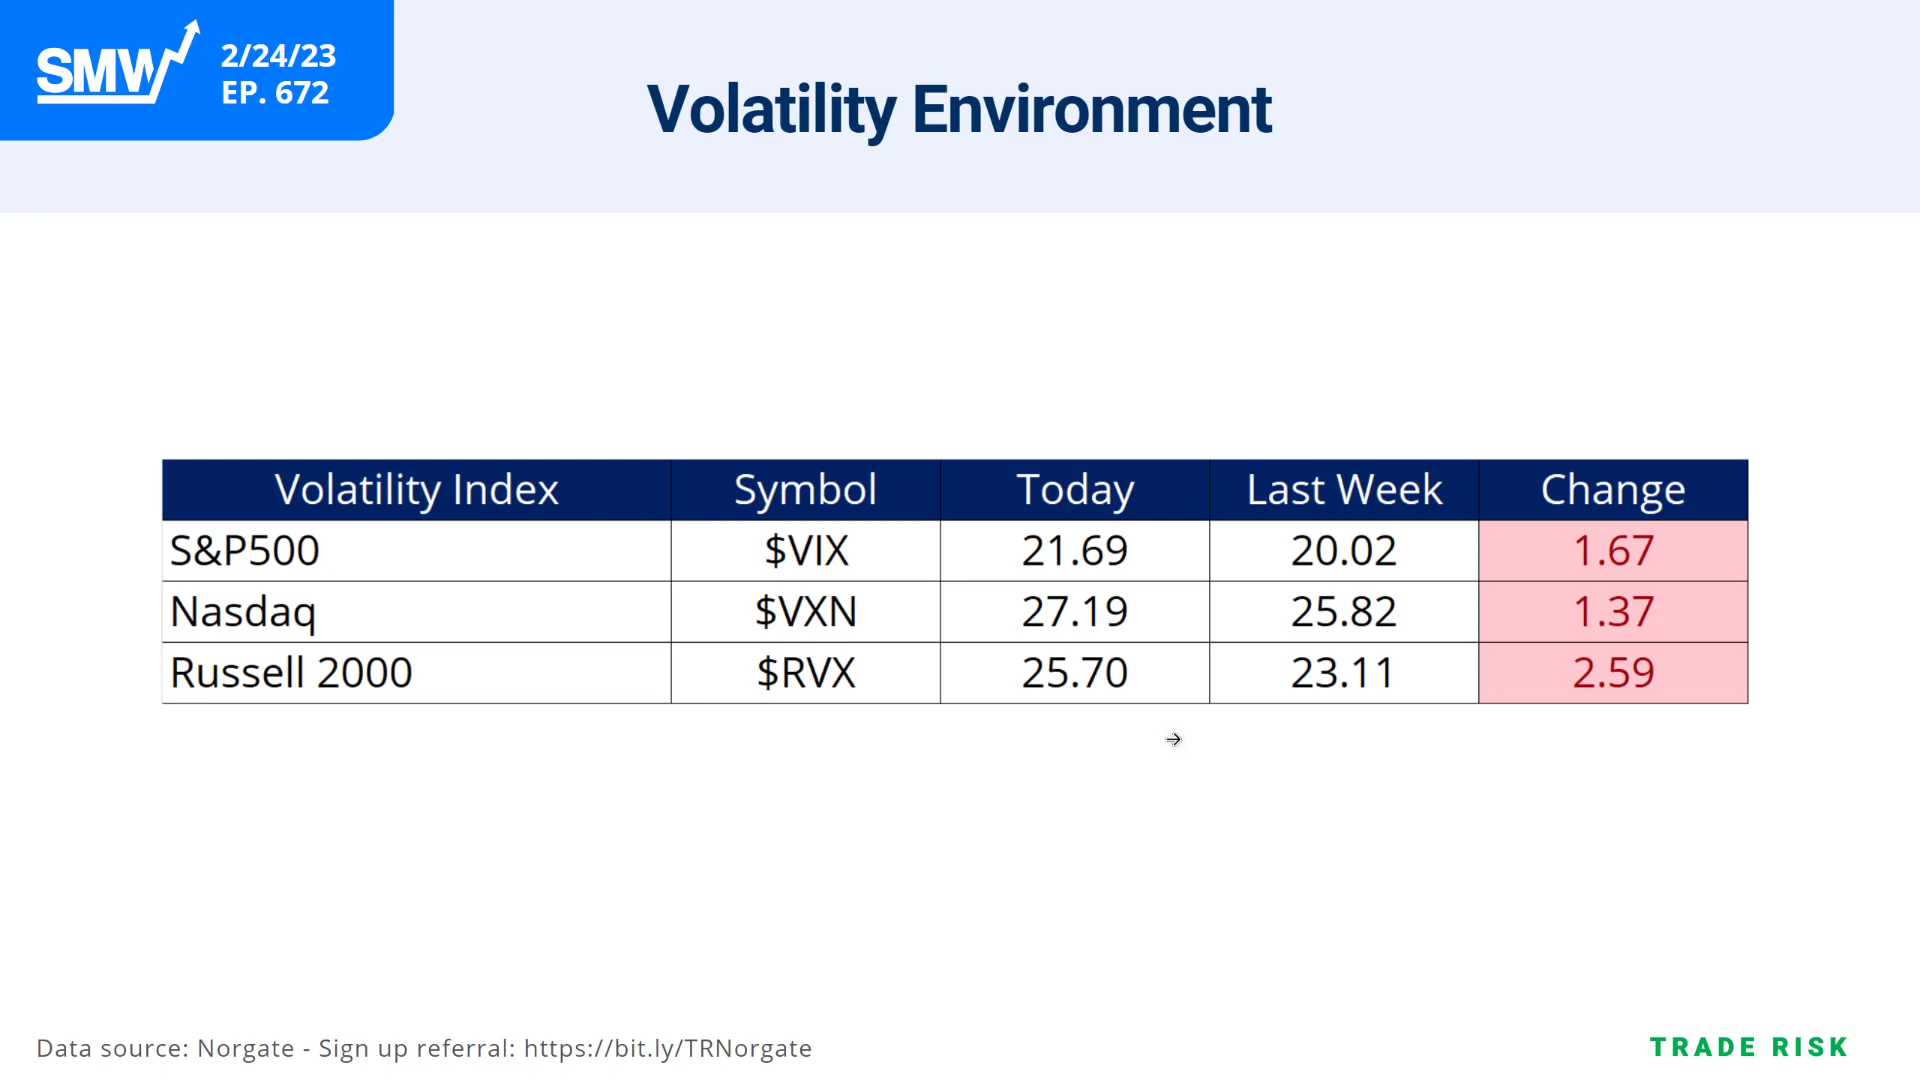 SMW
2/24/23
EP. 672
Volatility Environment
Volatility Index Symbol Today Last Week Change
S&P500 $VIX 21.69 20.02 1.67
Nasdaq $VXN 27.19 25.82 1.37
Russell 2000 $RVX 25.70 23.11 2.59
Data source: Norgate - Sign up referral: https://bit.ly/TRNorgate
TRADE RISK